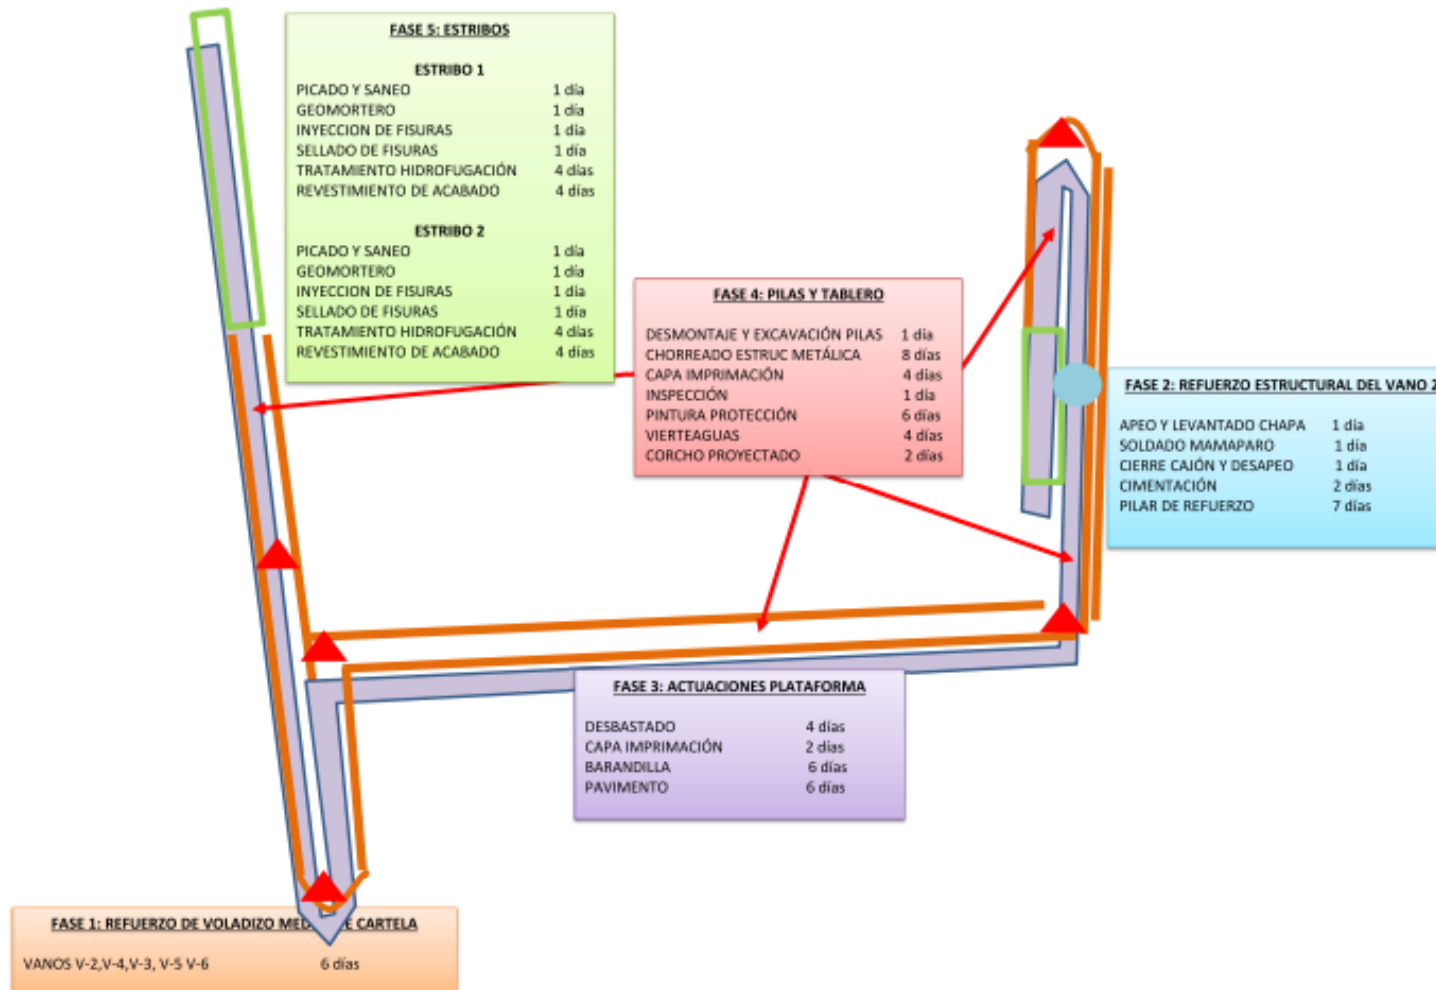 FASE 5: ESTRIBOS
ESTRIBO 1
PICADO Y SANEO 1 día
GEOMORTERO 1 día
INYECCION DE FISURAS 1 día
SELLADO DE FISURAS 1 día
TRATAMIENTO HIDROFUGACIÓN 4 días
REVESTIMIENTO DE ACABADO 4 días
ESTRIBO 2
PICADO Y SANEO 1 día
GEOMORTERO 1 día
INYECCION DE FISURAS 1 día
SELLADO DE FISURAS 1 día
TRATAMIENTO HIDROFUGACIÓN 4 días
REVESTIMIENTO DE ACABADO 4 días
FASE 4: PILAS Y TABLERO
DESMONTAJE Y EXCAVACIÓN PILAS 1 día
CHORREADO ESTRUC METÁLICA 8 días
CAPA IMPRIMACIÓN 4 días
INSPECCIÓN 1 día
PINTURA PROTECCIÓN 6 días
VIERTEAGUAS 4 días
CORCHO PROYECTADO 2 días
FASE 2: REFUERZO ESTRUCTURAL DEL VANO 2
APEO Y LEVANTADO CHAPA 1 día
SOLDADO MAMAPARO 1 día
CIERRE CAJÓN Y DESAPEO 1 día
CIMENTACIÓN 2 días
PILAR DE REFUERZO 7 días
FASE 3: ACTUACIONES PLATAFORMA
DESBASTADO 4 días
CAPA IMPRIMACIÓN 2 días
BARANDILLA 6 días
PAVIMENTO 6 días
FASE 1: REFUERZO DE VOLADIZO CARTELA
VANOS V-2,V-4,V-3, V-5 V-6 6 días